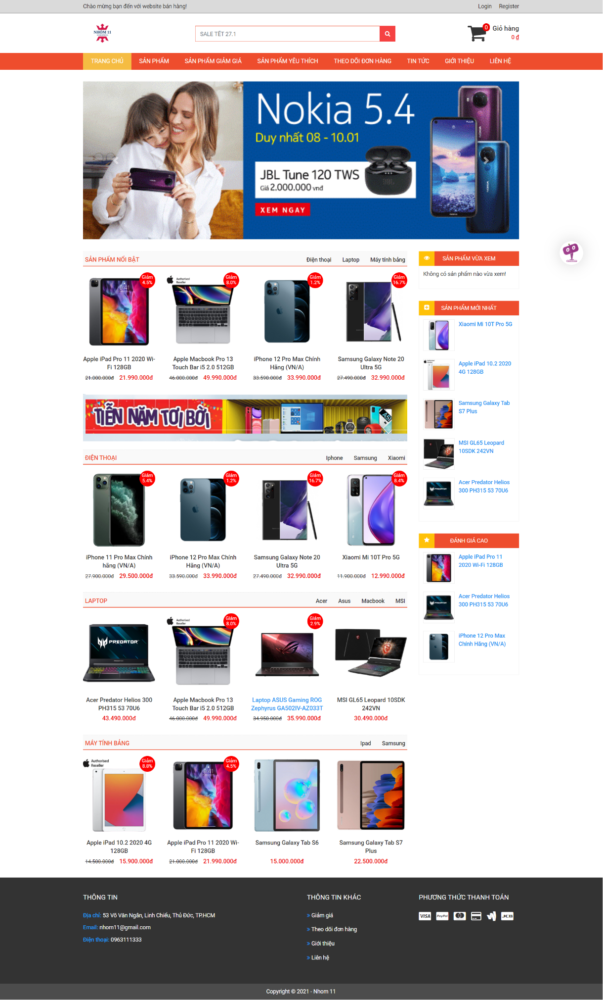 Chào mừng bạn đến với website bán hàng!
Login Register
NHÓM 11
SALE TẾT 27.1
0 Giỏ hàng
0 ₫
TRANG CHỦ SẢN PHẨM SẢN PHẨM GIẢM GIÁ SẢN PHẨM YÊU THÍCH THEO DÕI ĐƠN HÀNG TIN TỨC GIỚI THIỆU LIÊN HỆ
Nokia 5.4
Duy nhất 08 - 10.01
JBL Tune 120 TWS
Giá 2.000.000 vnđ
XEM NGAY
SẢN PHẨM NỔI BẬT Điện thoại Laptop Máy tính bảng
Giảm 4.5%
Authorised Reseller
Giảm 8.0%
Giảm 1.2%
Giảm 16.7%
Apple iPad Pro 11 2020 Wi-Fi 128GB
21.000.000đ 21.990.000đ
Apple Macbook Pro 13 Touch Bar i5 2.0 512GB
46.000.000đ 49.990.000đ
iPhone 12 Pro Max Chính Hãng (VN/A)
33.590.000đ 33.990.000đ
Samsung Galaxy Note 20 Ultra 5G
27.490.000đ 32.990.000đ
TIỄN NĂM TƠI BỜI
ĐIỆN THOẠI Iphone Samsung Xiaomi
Giảm 5.4%
Giảm 1.2%
Giảm 16.7%
Giảm 8.4%
iPhone 11 Pro Max Chính hãng (VN/A)
27.900.000đ 29.500.000đ
iPhone 12 Pro Max Chính Hãng (VN/A)
33.590.000đ 33.990.000đ
Samsung Galaxy Note 20 Ultra 5G
27.490.000đ 32.990.000đ
Xiaomi Mi 10T Pro 5G
11.900.000đ 12.990.000đ
LAPTOP Acer Asus Macbook MSI
PREDATOR
Authorised Reseller
Giảm 8.0%
Giảm 2.9%
Acer Predator Helios 300 PH315 53 70U6
43.490.000đ
Apple Macbook Pro 13 Touch Bar i5 2.0 512GB
46.000.000đ 49.990.000đ
Laptop ASUS Gaming ROG Zephyrus GA502IV-AZ033T
34.950.000đ 35.990.000đ
MSI GL65 Leopard 10SDK 242VN
30.490.000đ
MÁY TÍNH BẢNG Ipad Samsung
Authorised Reseller
Giảm 8.8%
Giảm 4.5%
Apple iPad 10.2 2020 4G 128GB
14.500.000đ 15.900.000đ
Apple iPad Pro 11 2020 Wi-Fi 128GB
21.000.000đ 21.990.000đ
Samsung Galaxy Tab S6
15.000.000đ
Samsung Galaxy Tab S7 Plus
22.500.000đ
SẢN PHẨM VỪA XEM
Không có sản phẩm nào vừa xem!
SẢN PHẨM MỚI NHẤT
Xiaomi Mi 10T Pro 5G
Apple iPad 10.2 2020
4G 128GB
Samsung Galaxy Tab
S7 Plus
MSI GL65 Leopard
10SDK 242VN
Acer Predator Helios
300 PH315 53 70U6
ĐÁNH GIÁ CAO
Apple iPad Pro 11
2020 Wi-Fi 128GB
Acer Predator Helios
300 PH315 53 70U6
iPhone 12 Pro Max
Chính Hãng (VN/A)
THÔNG TIN
Địa chỉ: 53 Võ Văn Ngân, Linh Chiểu, Thủ Đức, TP.HCM
Email: nhom11@gmail.com
Điện thoại: 0963111333
THÔNG TIN KHÁC
» Giảm giá
» Theo dõi đơn hàng
» Giới thiệu
» Liên hệ
PHƯƠNG THỨC THANH TOÁN
VISA PayPal JCB
Copyright © 2021 - Nhom 11